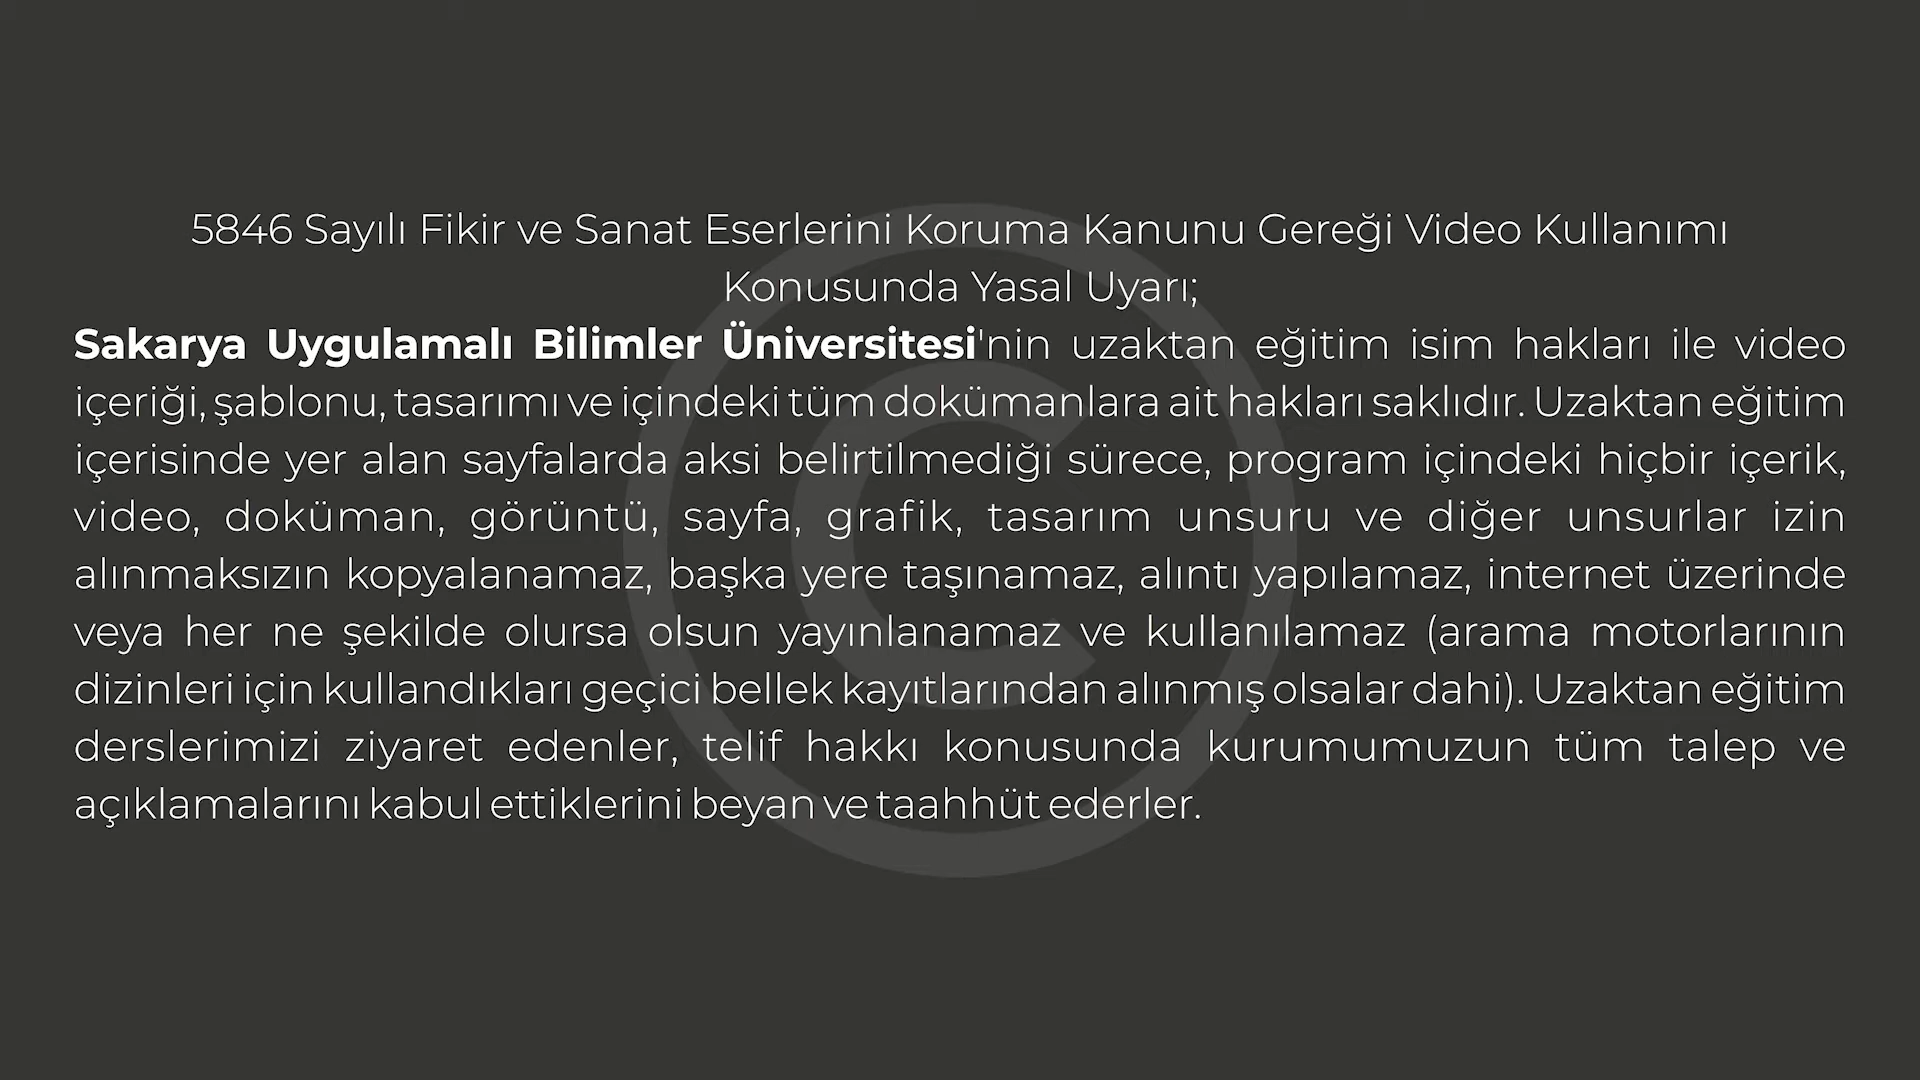 5846 Sayılı Fikir ve Sanat Eserlerini Koruma Kanunu Gereği Video Kullanımı
Konusunda Yasal Uyarı;
Sakarya Uygulamalı Bilimler Üniversitesi'nin uzaktan eğitim isim hakları ile video
içeriği, şablonu, tasarımı ve içindeki tüm dokümanlara ait hakları saklıdır. Uzaktan eğitim
içerisinde yer alan sayfalarda aksi belirtilmediği sürece, program içindeki hiçbir içerik,
video, doküman, görüntü, sayfa, grafik, tasarım unsuru ve diğer unsurlar izin
alınmaksızın kopyalanamaz, başka yere taşınamaz, alıntı yapılamaz, internet üzerinde
veya her ne şekilde olursa olsun yayınlanamaz ve kullanılamaz (arama motorlarının
dizinleri için kullandıkları geçici bellek kayıtlarından alınmış olsalar dahi). Uzaktan eğitim
derslerimizi ziyaret edenler, telif hakkı konusunda kurumumuzun tüm talep ve
açıklamalarını kabul ettiklerini beyan ve taahhüt ederler.